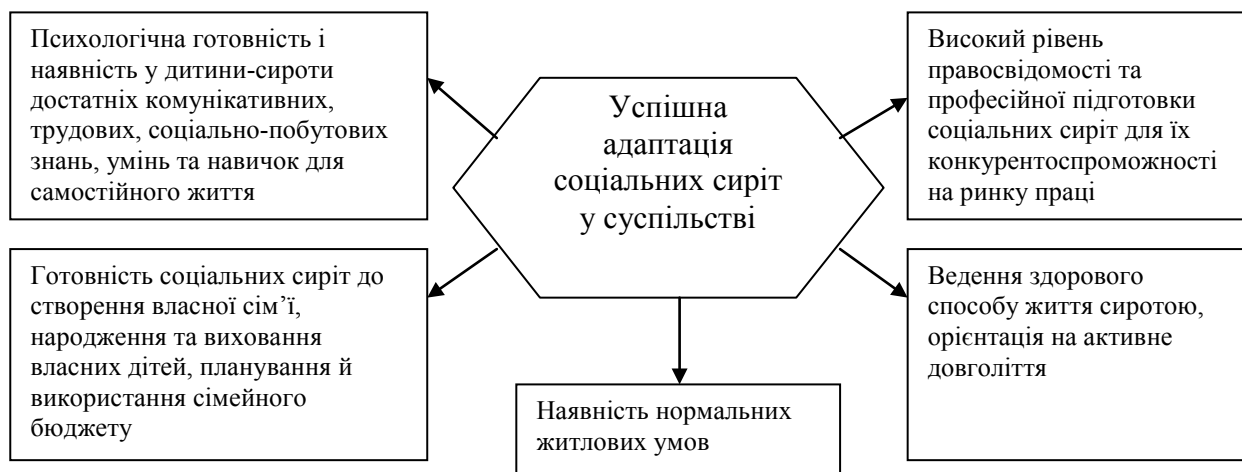 Психологічна готовність і
наявність у дитини-сироти
достатніх комунікативних,
трудових, соціально-побутових
знань, умінь та навичок для
самостійного життя
Успішна
адаптація
соціальних сиріт
у суспільстві
Високий рівень
правосвідомості та
професійної підготовки
соціальних сиріт для їх
конкурентоспроможності
на ринку праці
Готовність соціальних сиріт до
створення власної сім’ї,
народження та виховання
власних дітей, планування й
використання сімейного
бюджету
Наявність нормальних
житлових умов
Ведення здорового
способу життя сиротою,
орієнтація на активне
довголіття